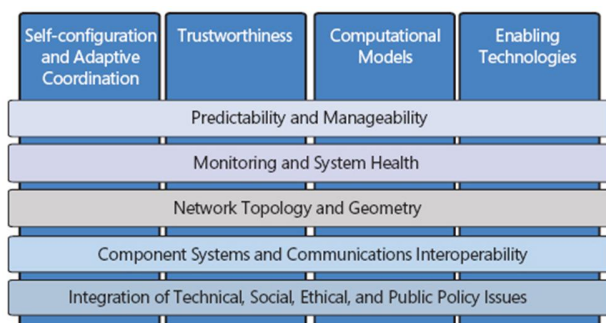 Self-configuration
and Adaptive
Coordination
Trustworthiness
Computational
Models
Enabling
Technologies
Predictability and Manageability
Monitoring and System Health
Network Topology and Geometry
Component Systems and Communications Interoperability
Integration of Technical, Social, Ethical, and Public Policy Issues